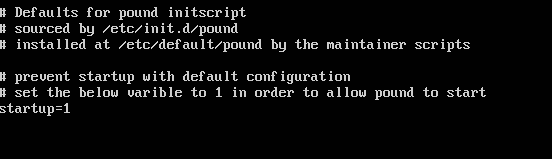 # Defaults for pound initscript
# sourced by /etc/init.d/pound
# installed at /etc/default/pound by the maintainer scripts
# prevent startup with default configuration
# set the below varible to 1 in order to allow pound to start
startup=1